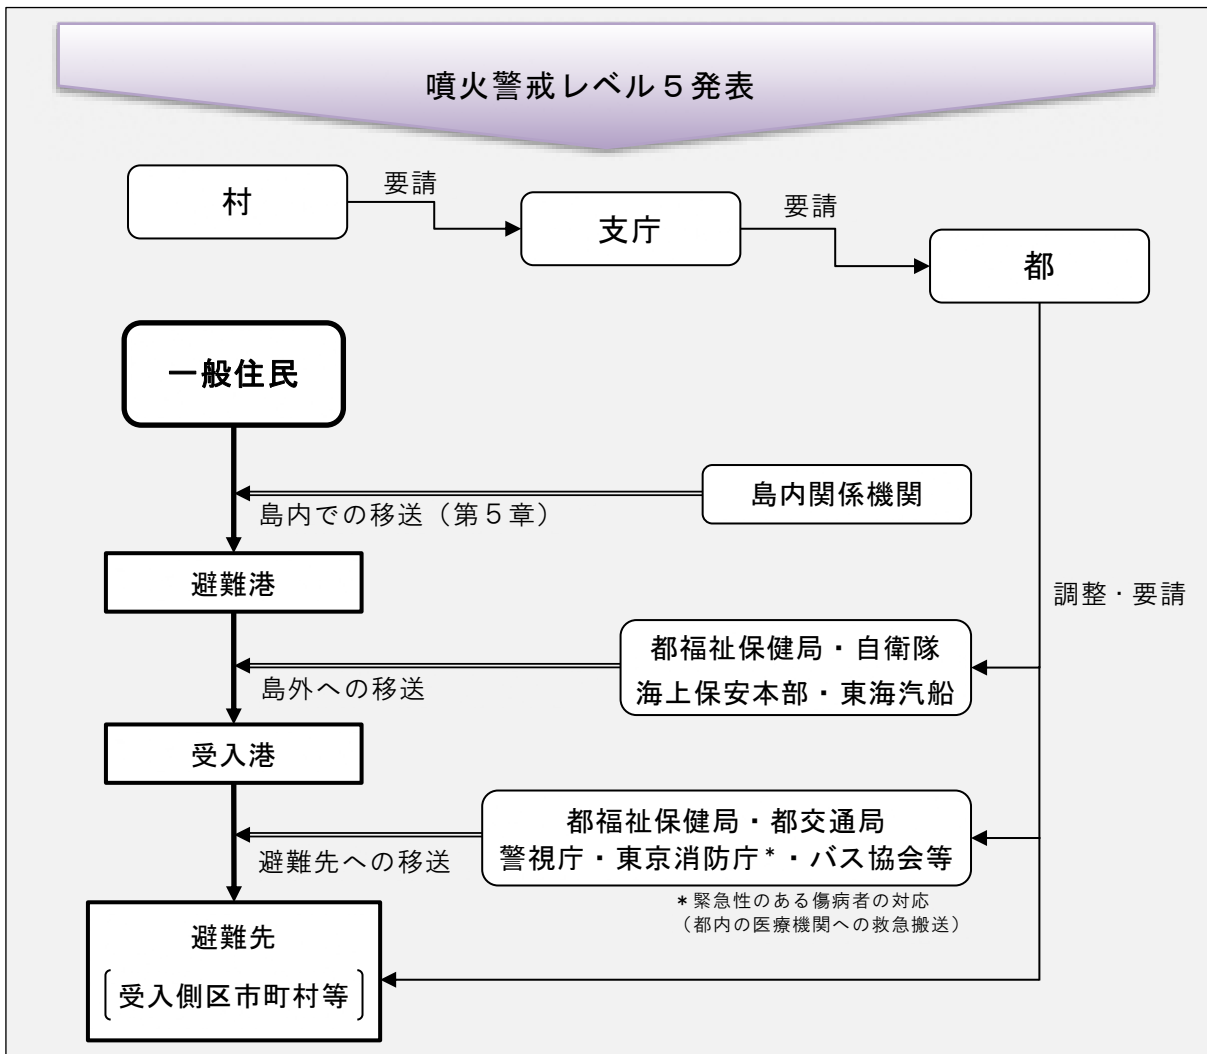 噴火警戒レベル５発表
村
要請
支庁
要請
都
一般住民
島内関係機関
島内での移送（第５章）
避難港
調整・要請
都福祉保健局・自衛隊
海上保安本部・東海汽船
島外への移送
受入港
都福祉保健局・都交通局
警視庁・東京消防庁*・バス協会等
避難先への移送
*緊急性のある傷病者の対応
（都内の医療機関への救急搬送）
避難先
〔受入側区市町村等〕